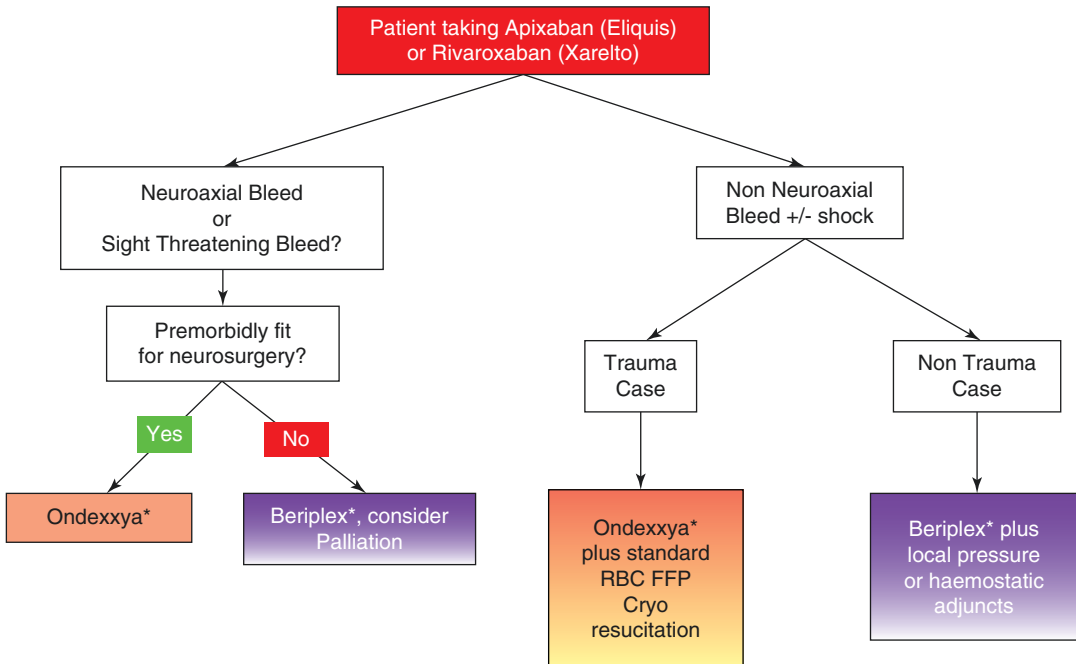 Patient taking Apixaban (Eliquis)
or Rivaroxaban (Xarelto)
Neuroaxial Bleed
or
Sight Threatening Bleed?
Non Neuroaxial
Bleed +/- shock
Premorbidly fit
for neurosurgery?
Trauma
Case
Non Trauma
Case
Yes
No
Ondexxya*
Beriplex*, consider
Palliation
Ondexxya*
plus standard
RBC FFP
Cryo
resucitation
Beriplex* plus
local pressure
or haemostatic
adjuncts